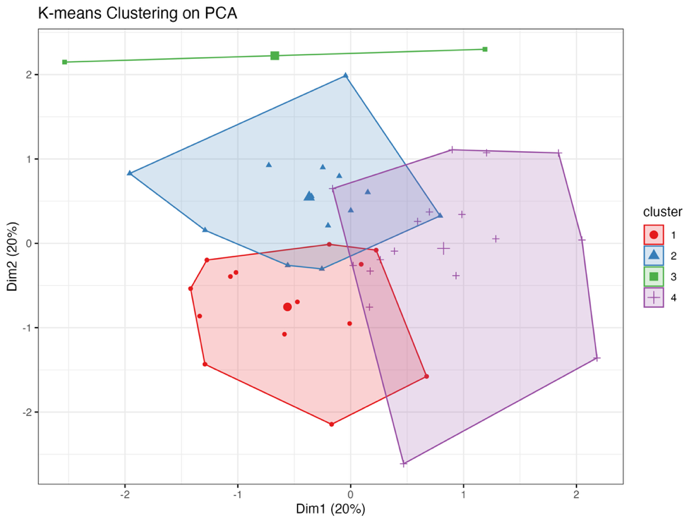 K-means Clustering on PCA
2
1
0
-1
-2
Dim2 (20%)
-2 -1 0 1 2
Dim1 (20%)
cluster
1
2
3
4